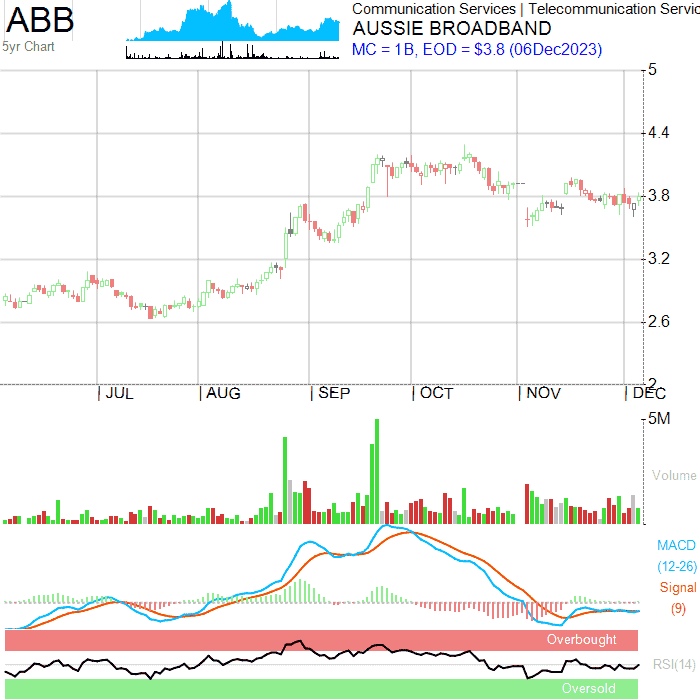 ABB
5yr Chart
Communication Services | Telecommunication Servic
AUSSIE BROADBAND
MC = 1B, EOD = $3.8 (06Dec2023)
5
4.4
3.8
3.2
2.6
2
| JUL | AUG | SEP | OCT | NOV | DEC
5M
Volume
MACD
(12-26)
Signal
(9)
Overbought
RSI(14)
Oversold